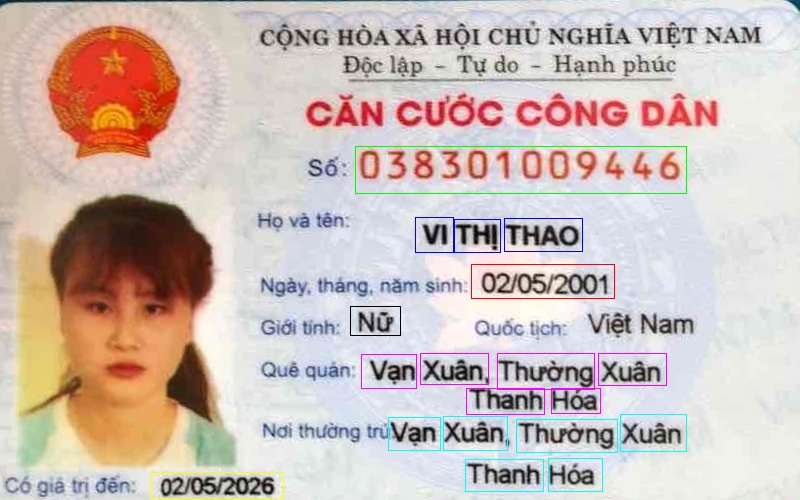 CỘNG HÒA XÃ HỘI CHỦ NGHĨA VIỆT NAM
Độc lập - Tự do - Hạnh phúc
CĂN CƯỚC CÔNG DÂN
Số: 038301009446
Họ và tên: VI THỊ THAO
Ngày, tháng, năm sinh: 02/05/2001
Giới tính: Nữ Quốc tịch: Việt Nam
Quê quán: Vạn Xuân, Thường Xuân
Thanh Hóa
Nơi thường trú: Vạn Xuân, Thường Xuân
Thanh Hóa
Có giá trị đến: 02/05/2026